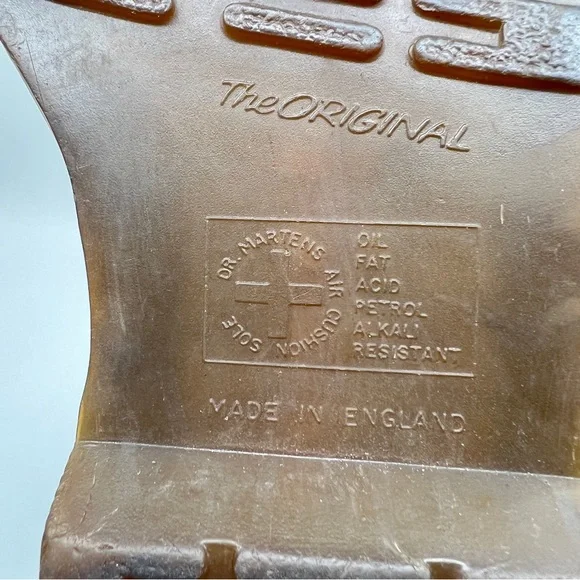 The ORIGINAL
DR. MARTENS AIR CUSHION SOLE
OIL
FAT
ACID
PETROL
ALKALI
RESISTANT
MADE IN ENGLAND